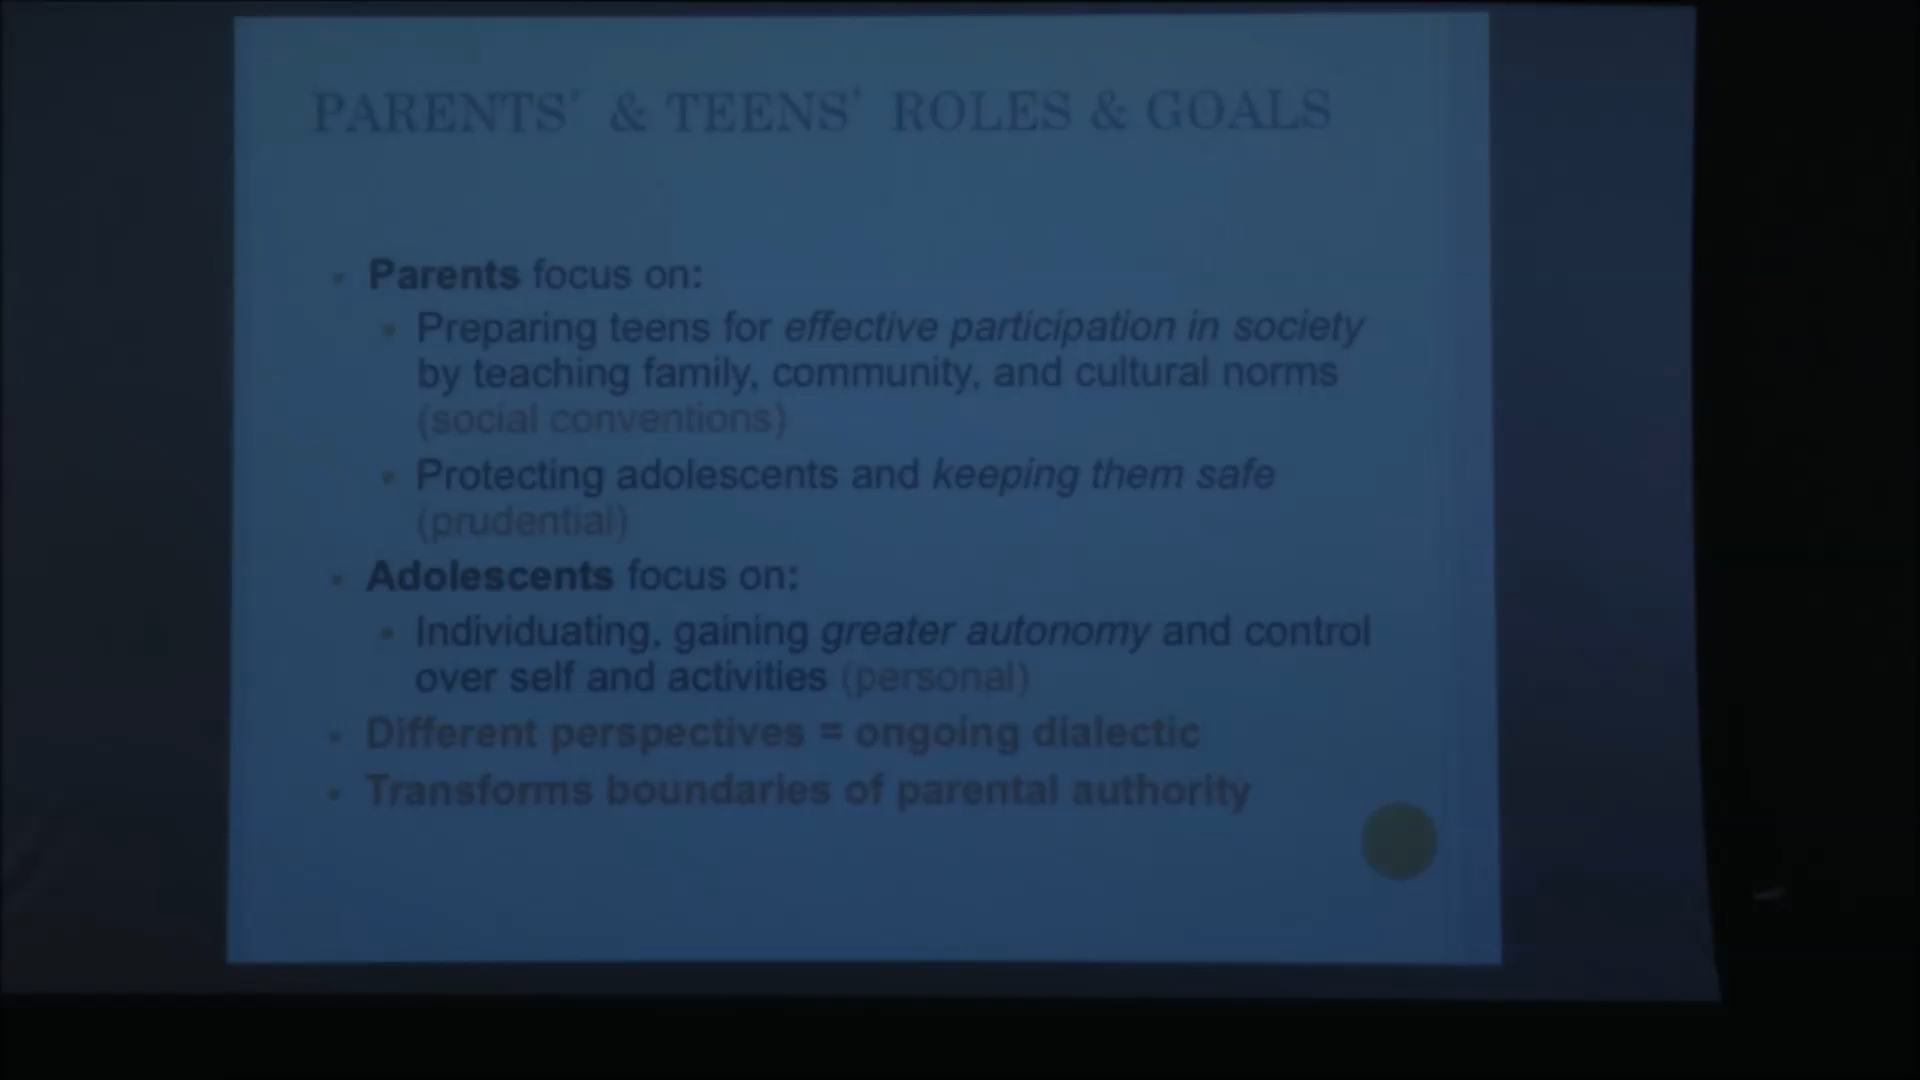 PARENTS' & TEENS' ROLES & GOALS
Parents focus on:
Preparing teens for effective participation in society
by teaching family, community, and cultural norms
(social conventions)
Protecting adolescents and keeping them safe
(prudential)
Adolescents focus on:
Individuating, gaining greater autonomy and control
over self and activities (personal)
Different perspectives = ongoing dialectic
Transforms boundaries of parental authority